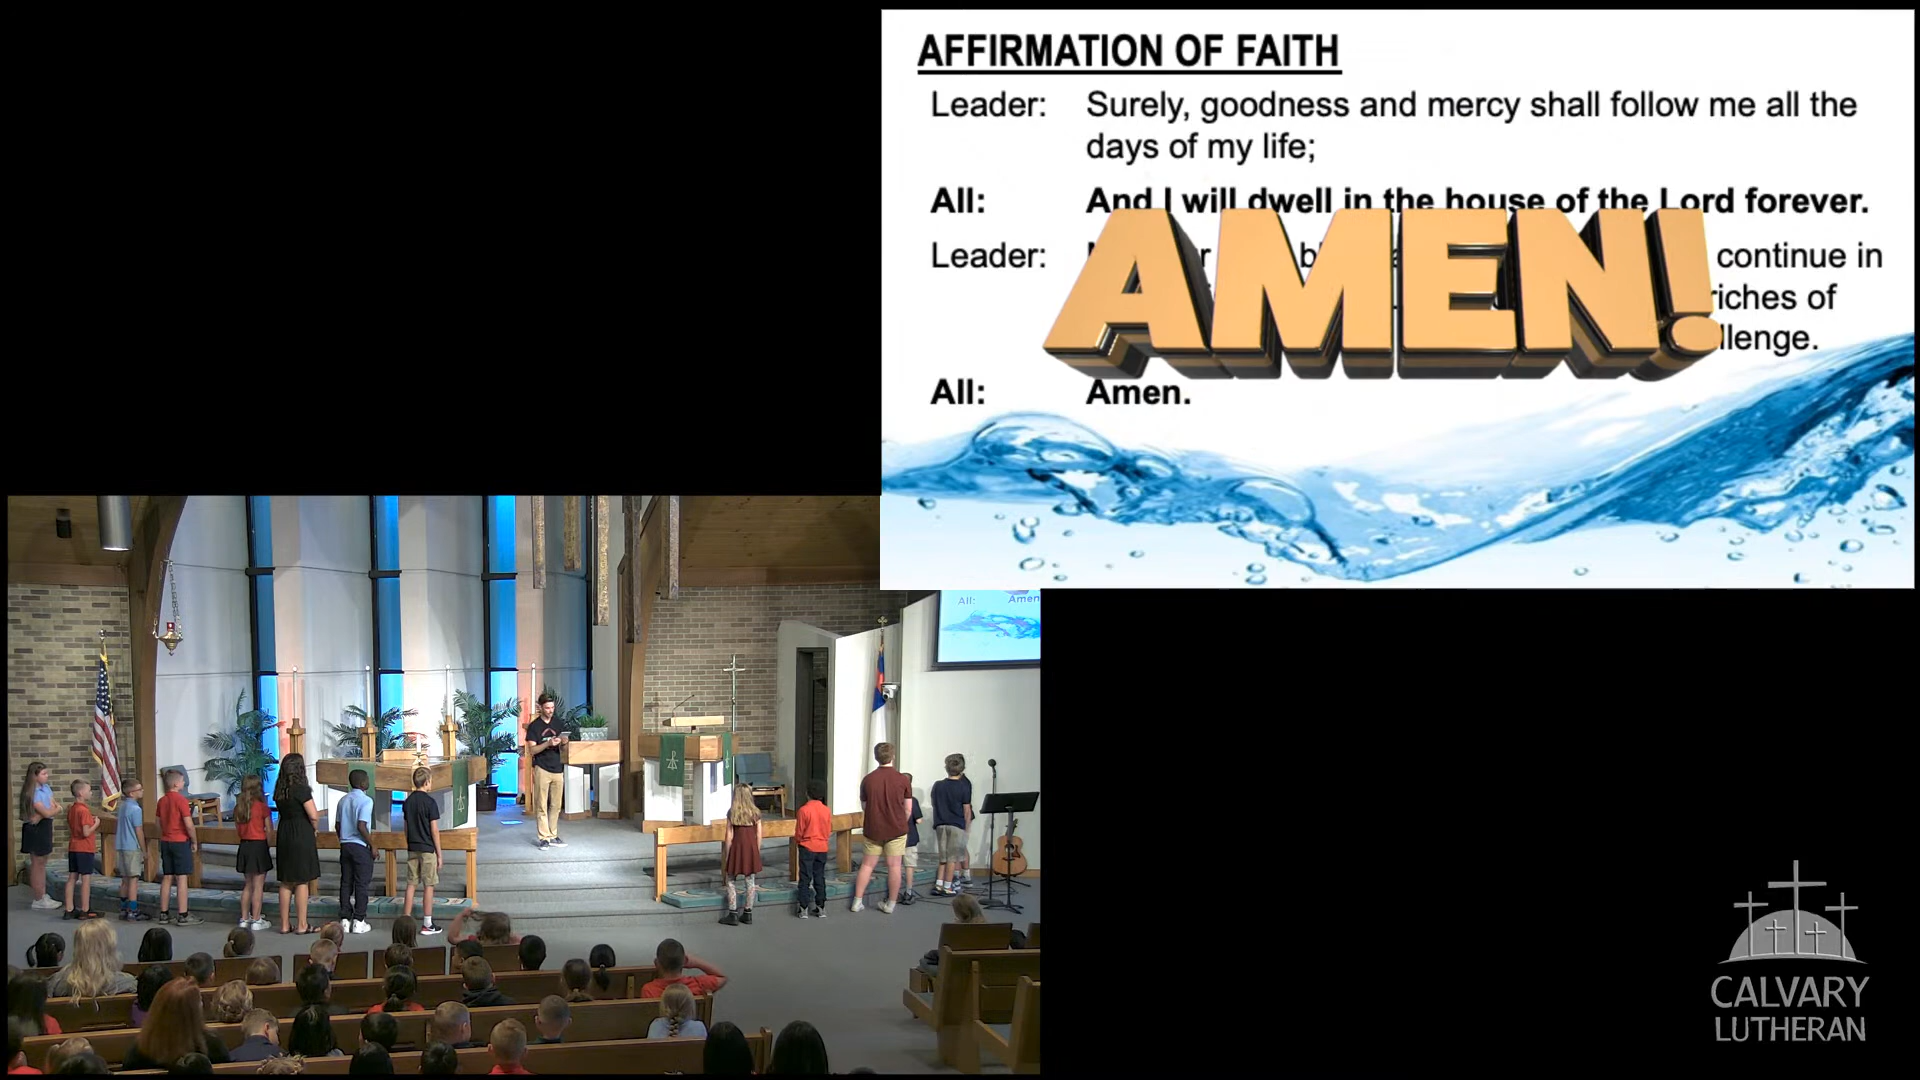 AFFIRMATION OF FAITH
Leader: Surely, goodness and mercy shall follow me all the
days of my life;
All: And I will dwell in the house of the Lord forever.
Leader: continue in
riches of
AMEN!
All: Amen.
All: Amen
CALVARY
LUTHERAN